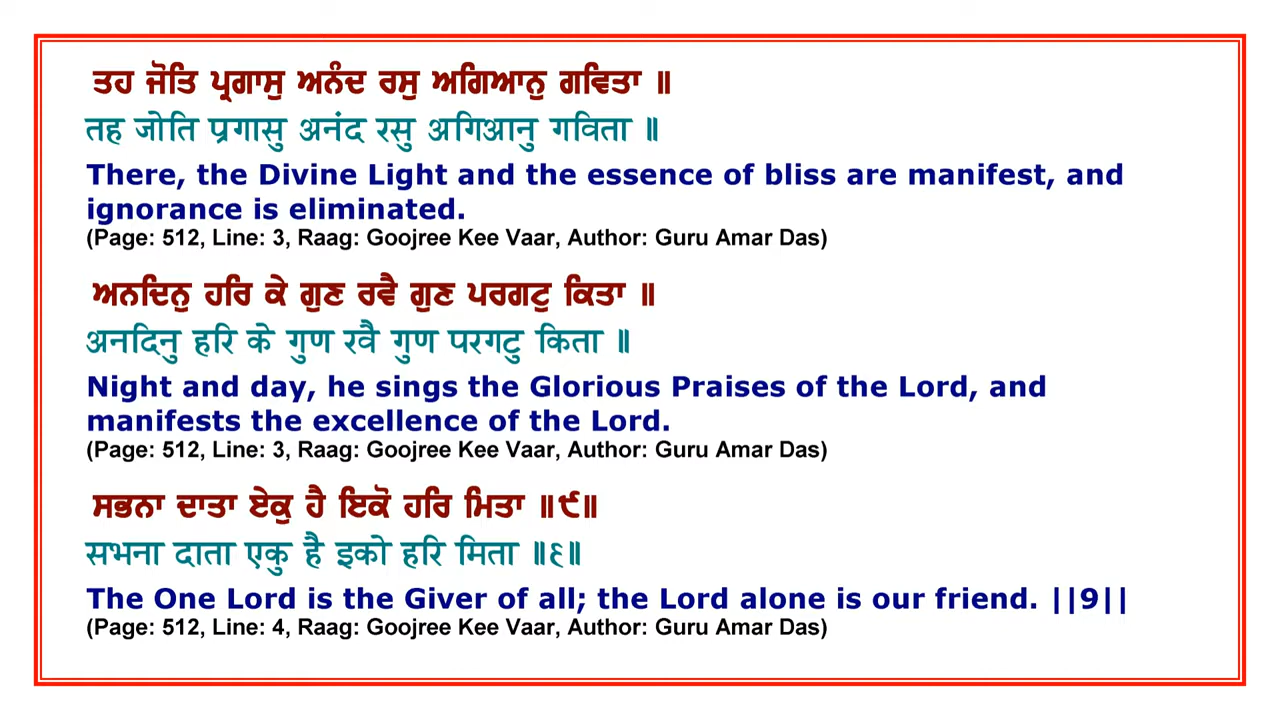 ਤਹ ਜੋਤਿ ਪ੍ਰਗਾਸੁ ਅਨੰਦ ਰਸੁ ਅਗਿਆਨੁ ਗਵਿਤਾ ॥
तह जोति प्रगासु अनंद रसु अगिआनु गविता ॥
There, the Divine Light and the essence of bliss are manifest, and
ignorance is eliminated.
(Page: 512, Line: 3, Raag: Goojree Kee Vaar, Author: Guru Amar Das)
ਅਨਦਿਨੁ ਹਰਿ ਕੇ ਗੁਣ ਰਵੈ ਗੁਣ ਪਰਗਟੁ ਕਿਤਾ ॥
अनदिनु हरि के गुण रवै गुण परगटु किता ॥
Night and day, he sings the Glorious Praises of the Lord, and
manifests the excellence of the Lord.
(Page: 512, Line: 3, Raag: Goojree Kee Vaar, Author: Guru Amar Das)
ਸਭਨਾ ਦਾਤਾ ਏਕੁ ਹੈ ਇਕੋ ਹਰਿ ਮਿਤਾ ॥੯॥
सभना दाता एकु है इको हरि मिता ॥९॥
The One Lord is the Giver of all; the Lord alone is our friend. ||9||
(Page: 512, Line: 4, Raag: Goojree Kee Vaar, Author: Guru Amar Das)